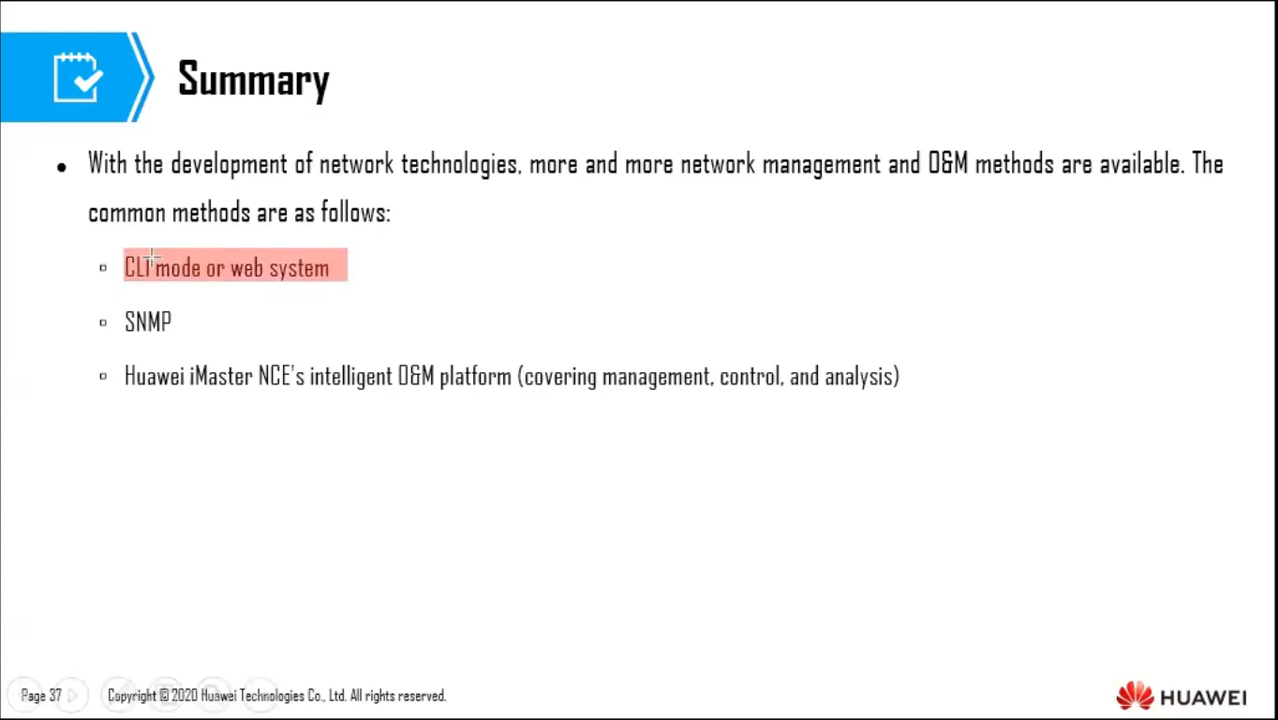 Summary
• With the development of network technologies, more and more network management and O&M methods are available. The
common methods are as follows:
▫ CLI mode or web system
▫ SNMP
▫ Huawei iMaster NCE's intelligent O&M platform (covering management, control, and analysis)
Page 37 Copyright © 2020 Huawei Technologies Co., Ltd. All rights reserved.
HUAWEI